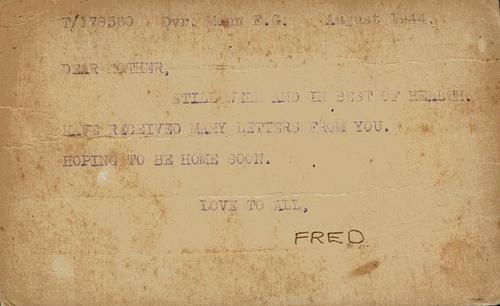 T/178560 Dvr. Mann F.G. August 1944.
DEAR MOTHER,
STILL WELL AND IN BEST OF HEALTH.
HAVE RECEIVED MANY LETTERS FROM YOU.
HOPING TO BE HOME SOON.
LOVE TO ALL,
FRED.